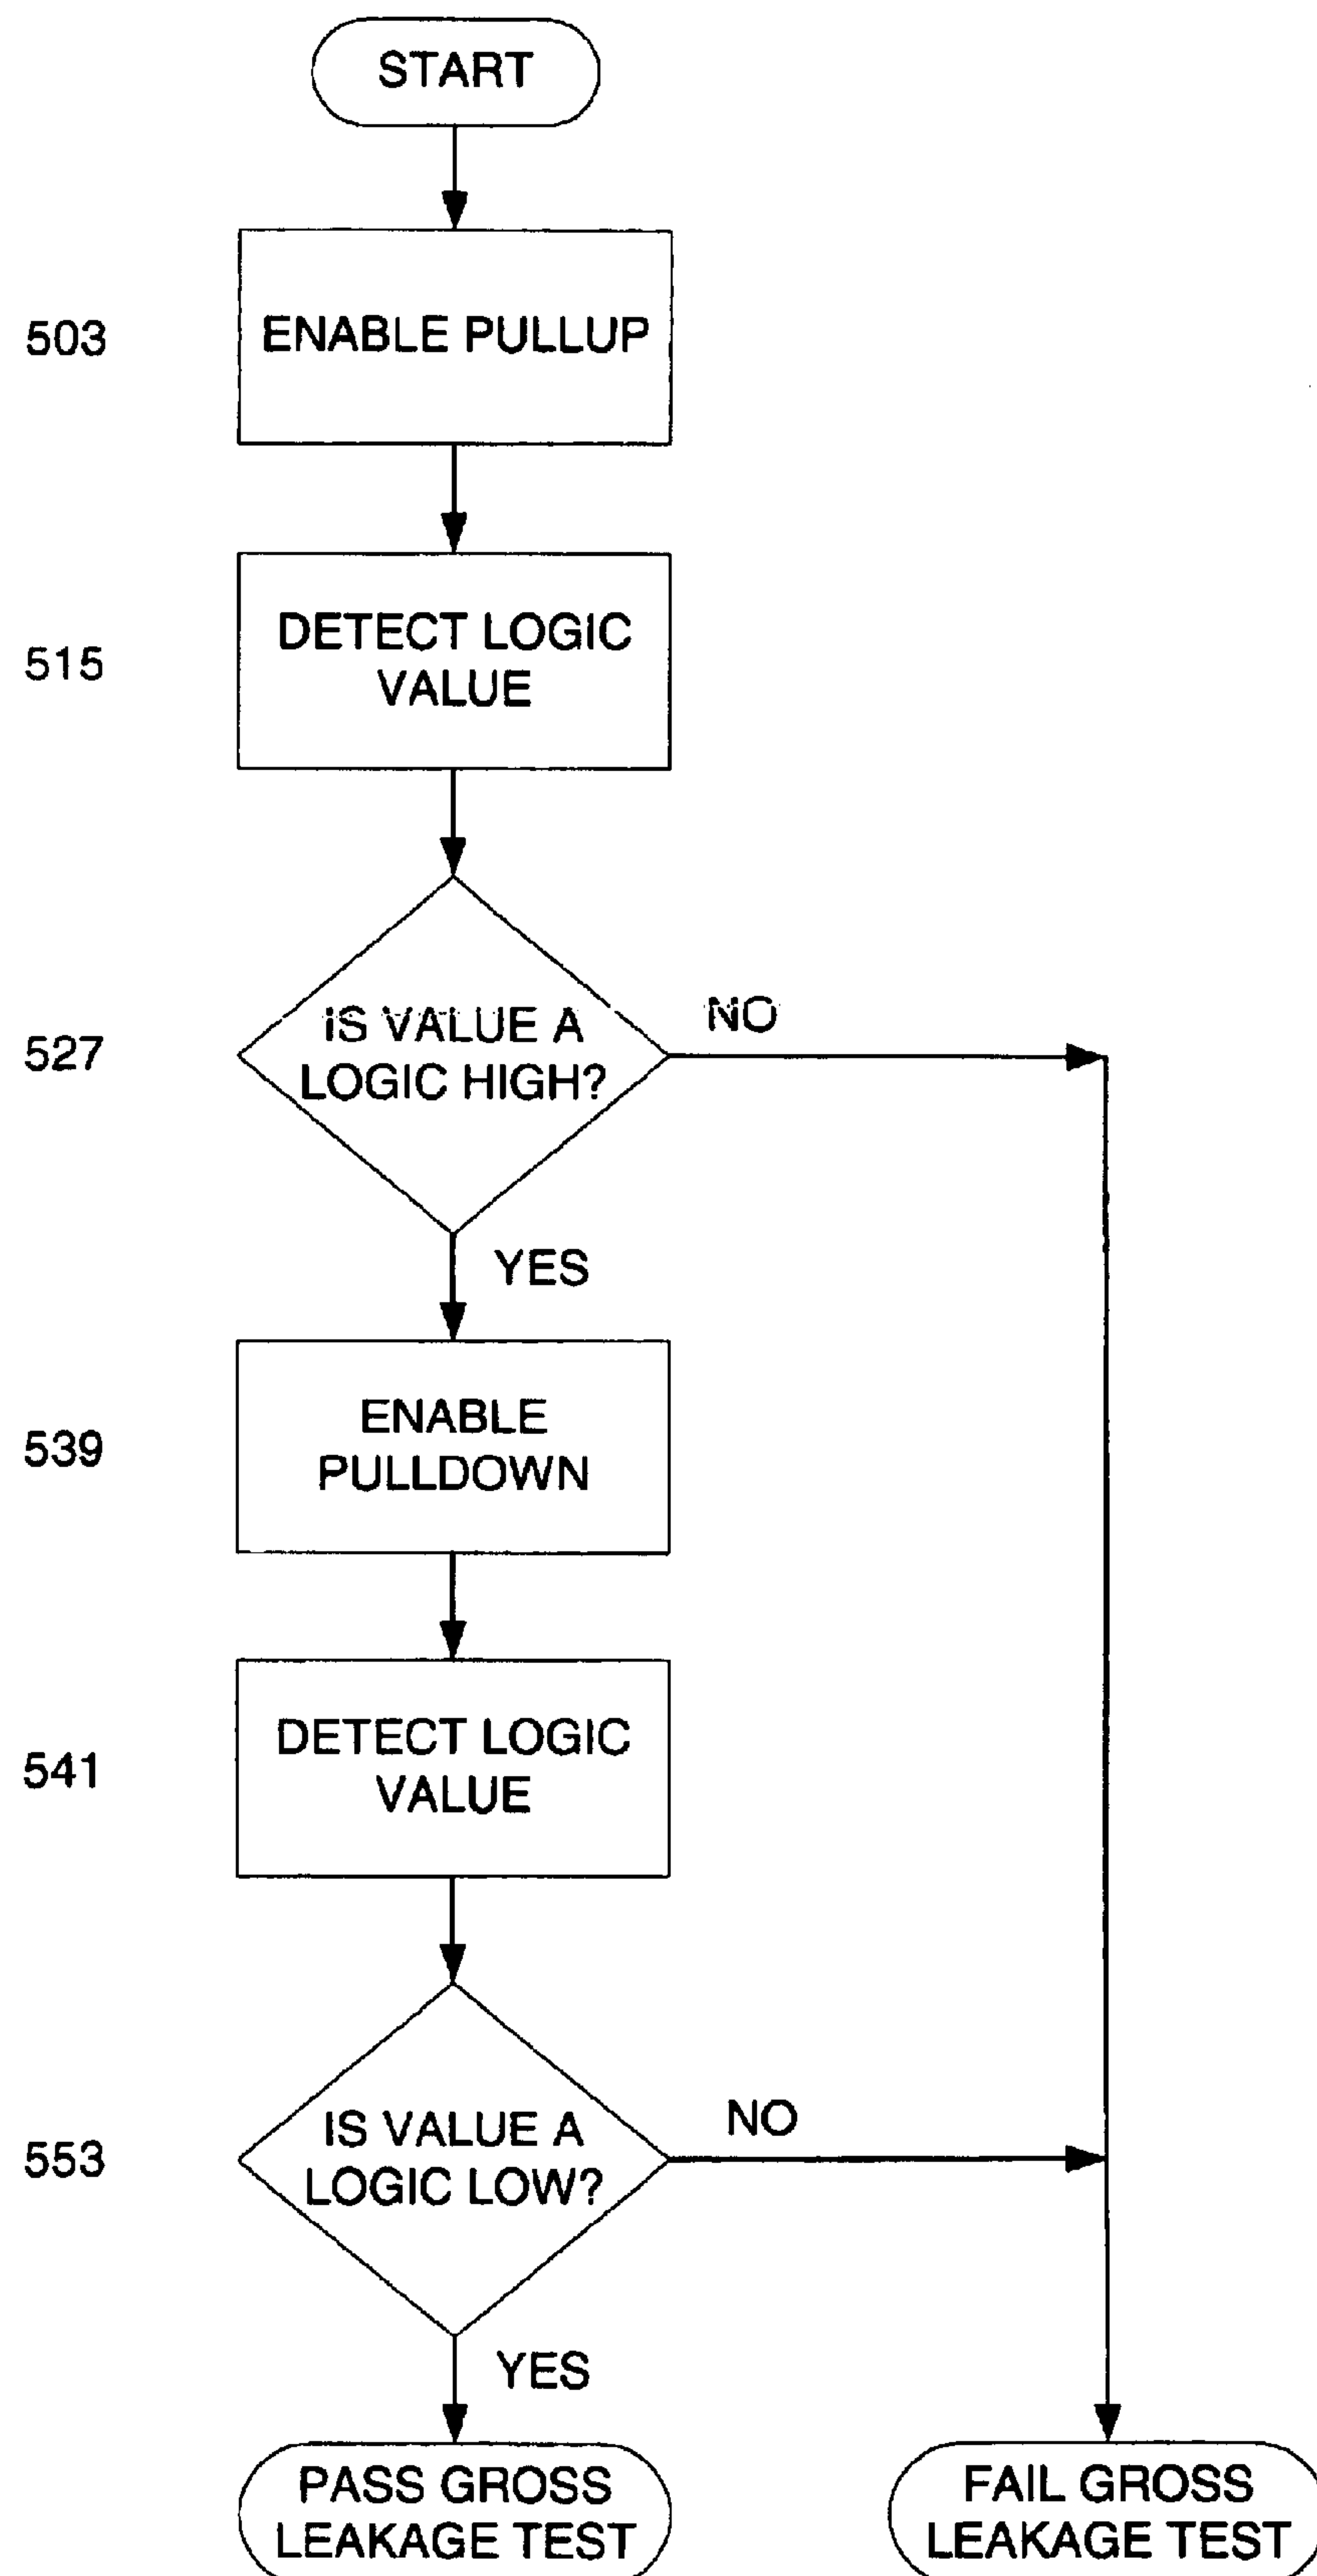 START
503
ENABLE PULLUP
515
DETECT LOGIC
VALUE
527
IS VALUE A
LOGIC HIGH?
NO
YES
539
ENABLE
PULLDOWN
541
DETECT LOGIC
VALUE
553
IS VALUE A
LOGIC LOW?
NO
YES
PASS GROSS
LEAKAGE TEST
FAIL GROSS
LEAKAGE TEST